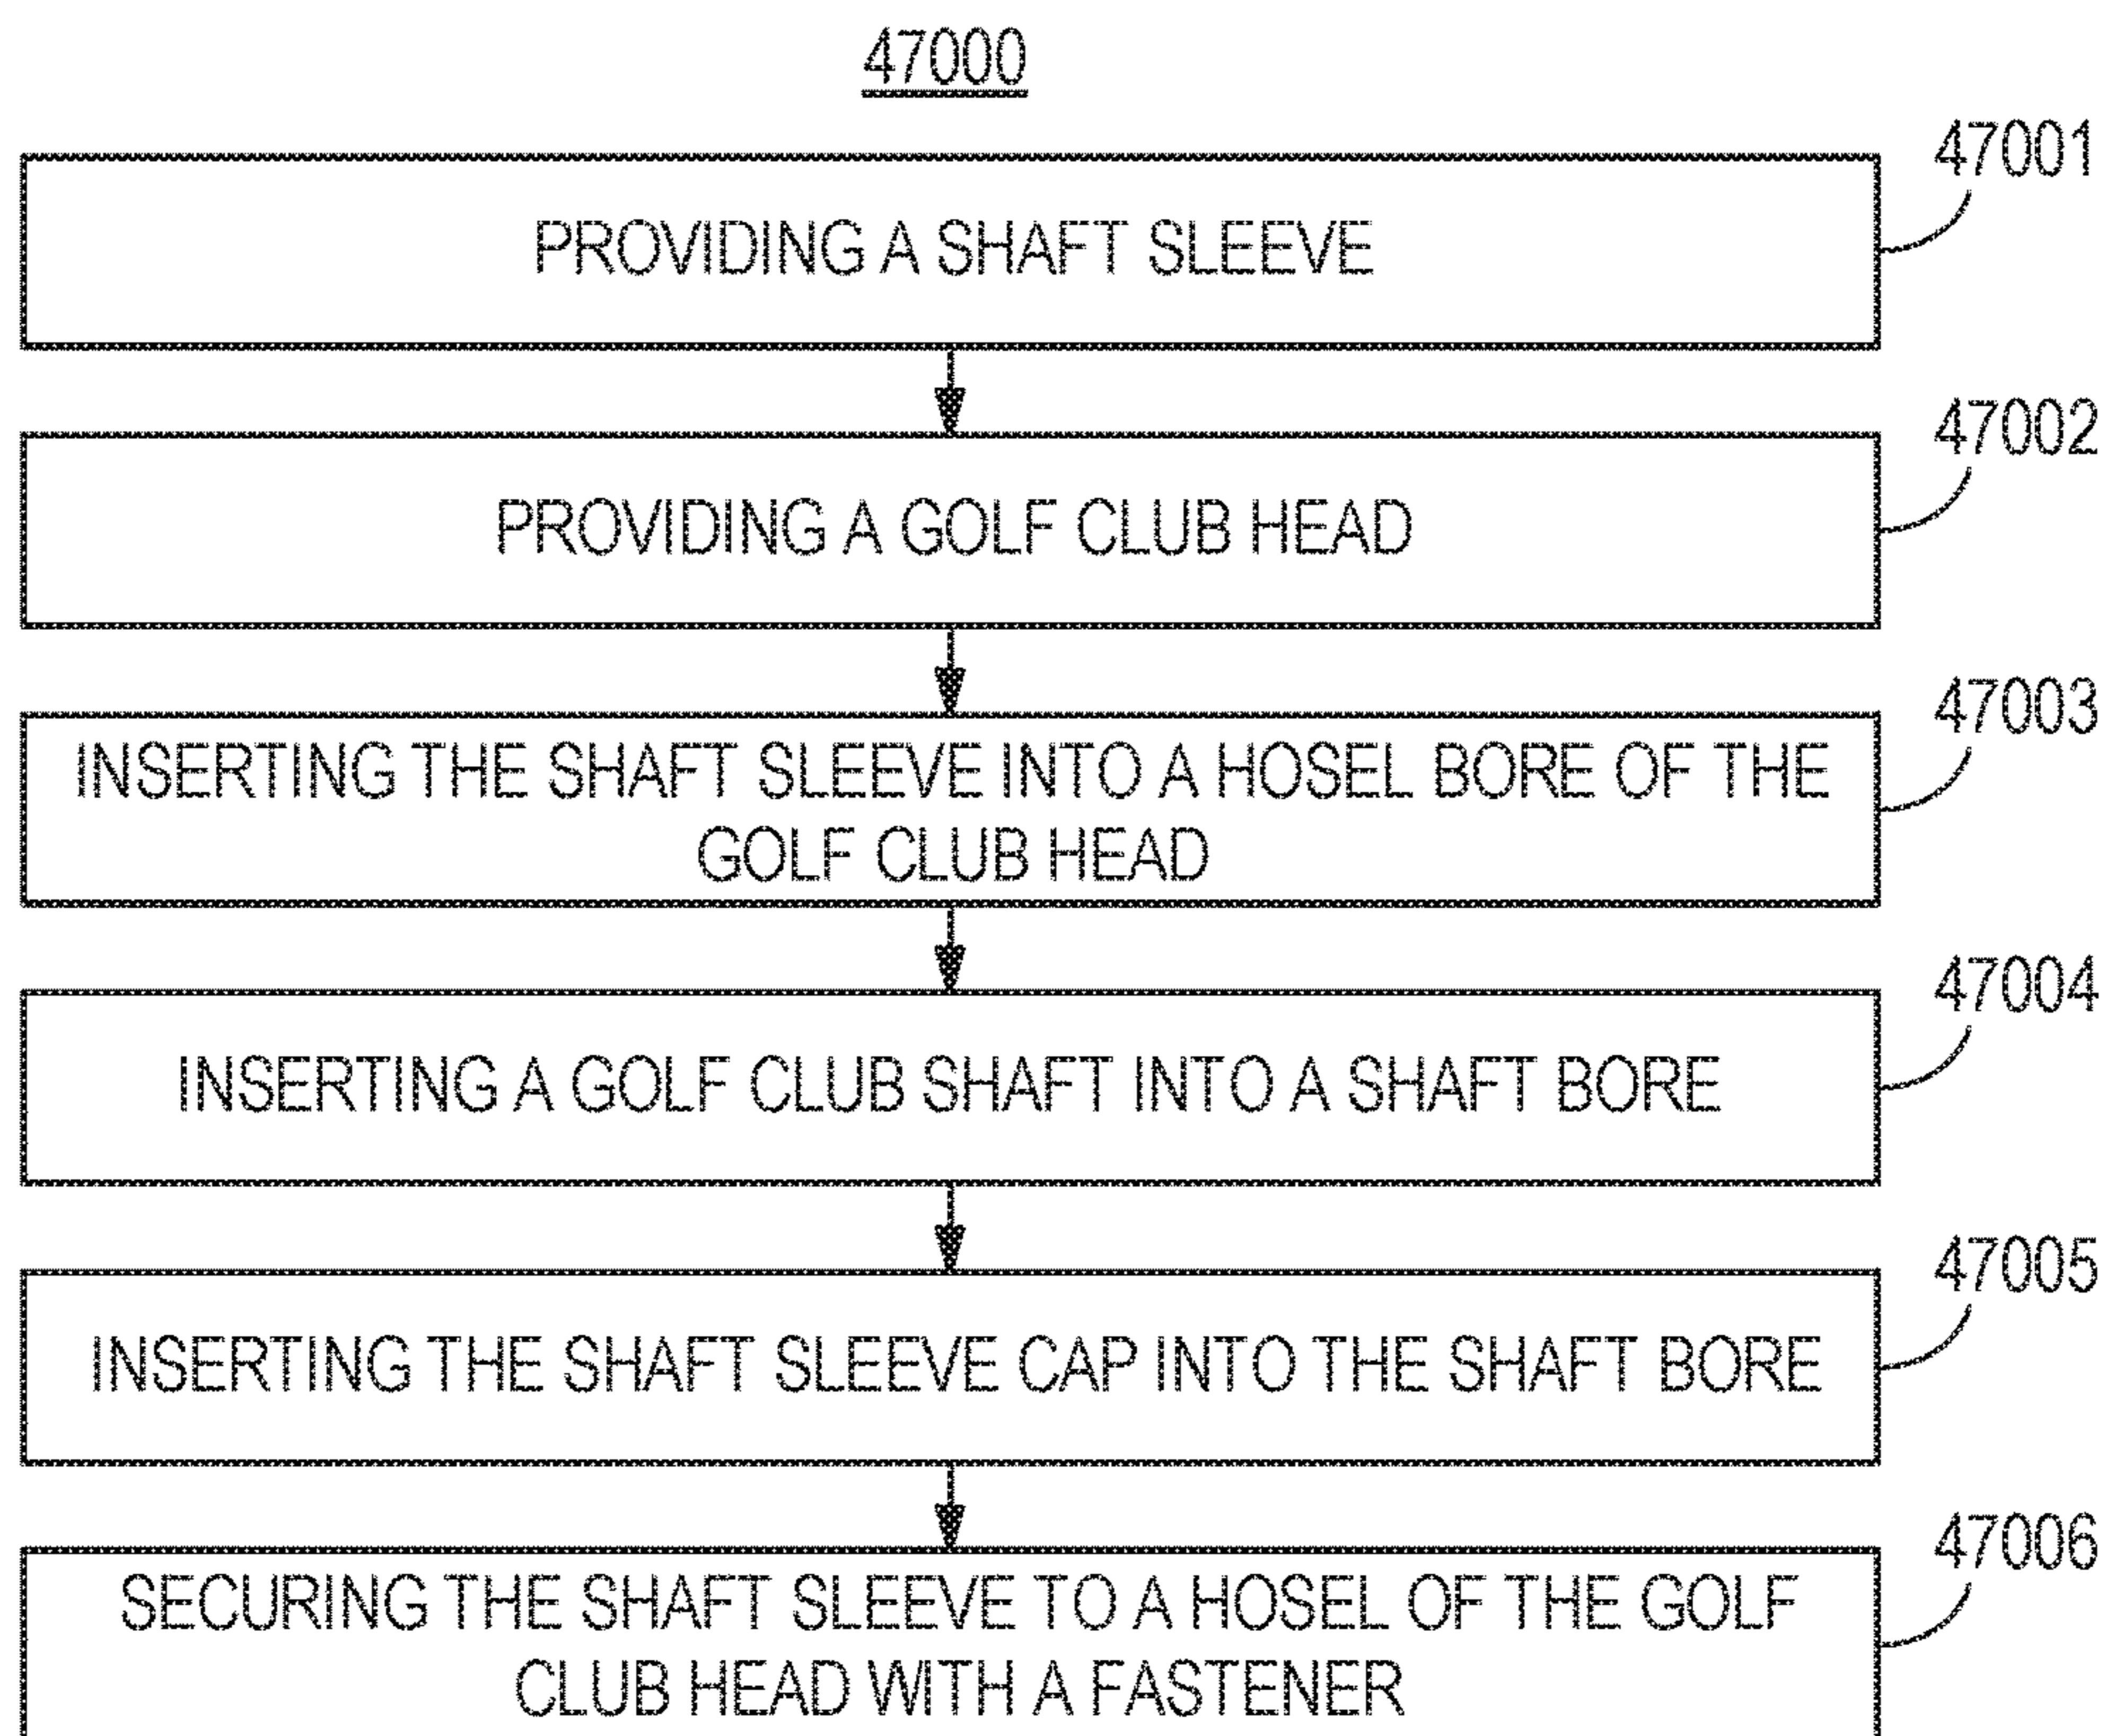 47000
47001
PROVIDING A SHAFT SLEEVE
47002
PROVIDING A GOLF CLUB HEAD
47003
INSERTING THE SHAFT SLEEVE INTO A HOSEL BORE OF THE
GOLF CLUB HEAD
47004
INSERTING A GOLF CLUB SHAFT INTO A SHAFT BORE
47005
INSERTING THE SHAFT SLEEVE CAP INTO THE SHAFT BORE
47006
SECURING THE SHAFT SLEEVE TO A HOSEL OF THE GOLF
CLUB HEAD WITH A FASTENER